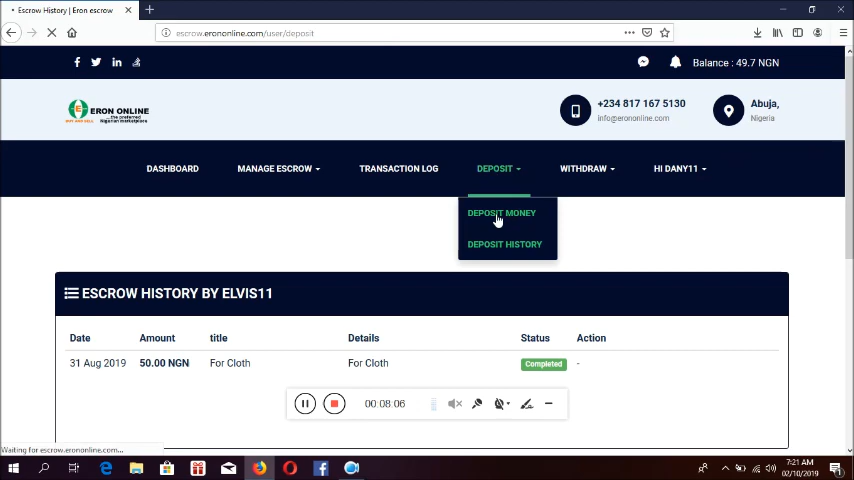 Escrow History | Eron escrow
escrow.erononline.com/user/deposit
Balance : 49.7 NGN
ERON ONLINE
+234 817 167 5130
info@erononline.com
Abuja,
Nigeria
DASHBOARD
MANAGE ESCROW
TRANSACTION LOG
DEPOSIT
WITHDRAW
HI DANY11
DEPOSIT MONEY
DEPOSIT HISTORY
ESCROW HISTORY BY ELVIS11
Date Amount title Details Status Action
31 Aug 2019 50.00 NGN For Cloth For Cloth Completed -
00:08:06
Waiting for escrow.erononline.com...
7:21 AM
02/10/2019